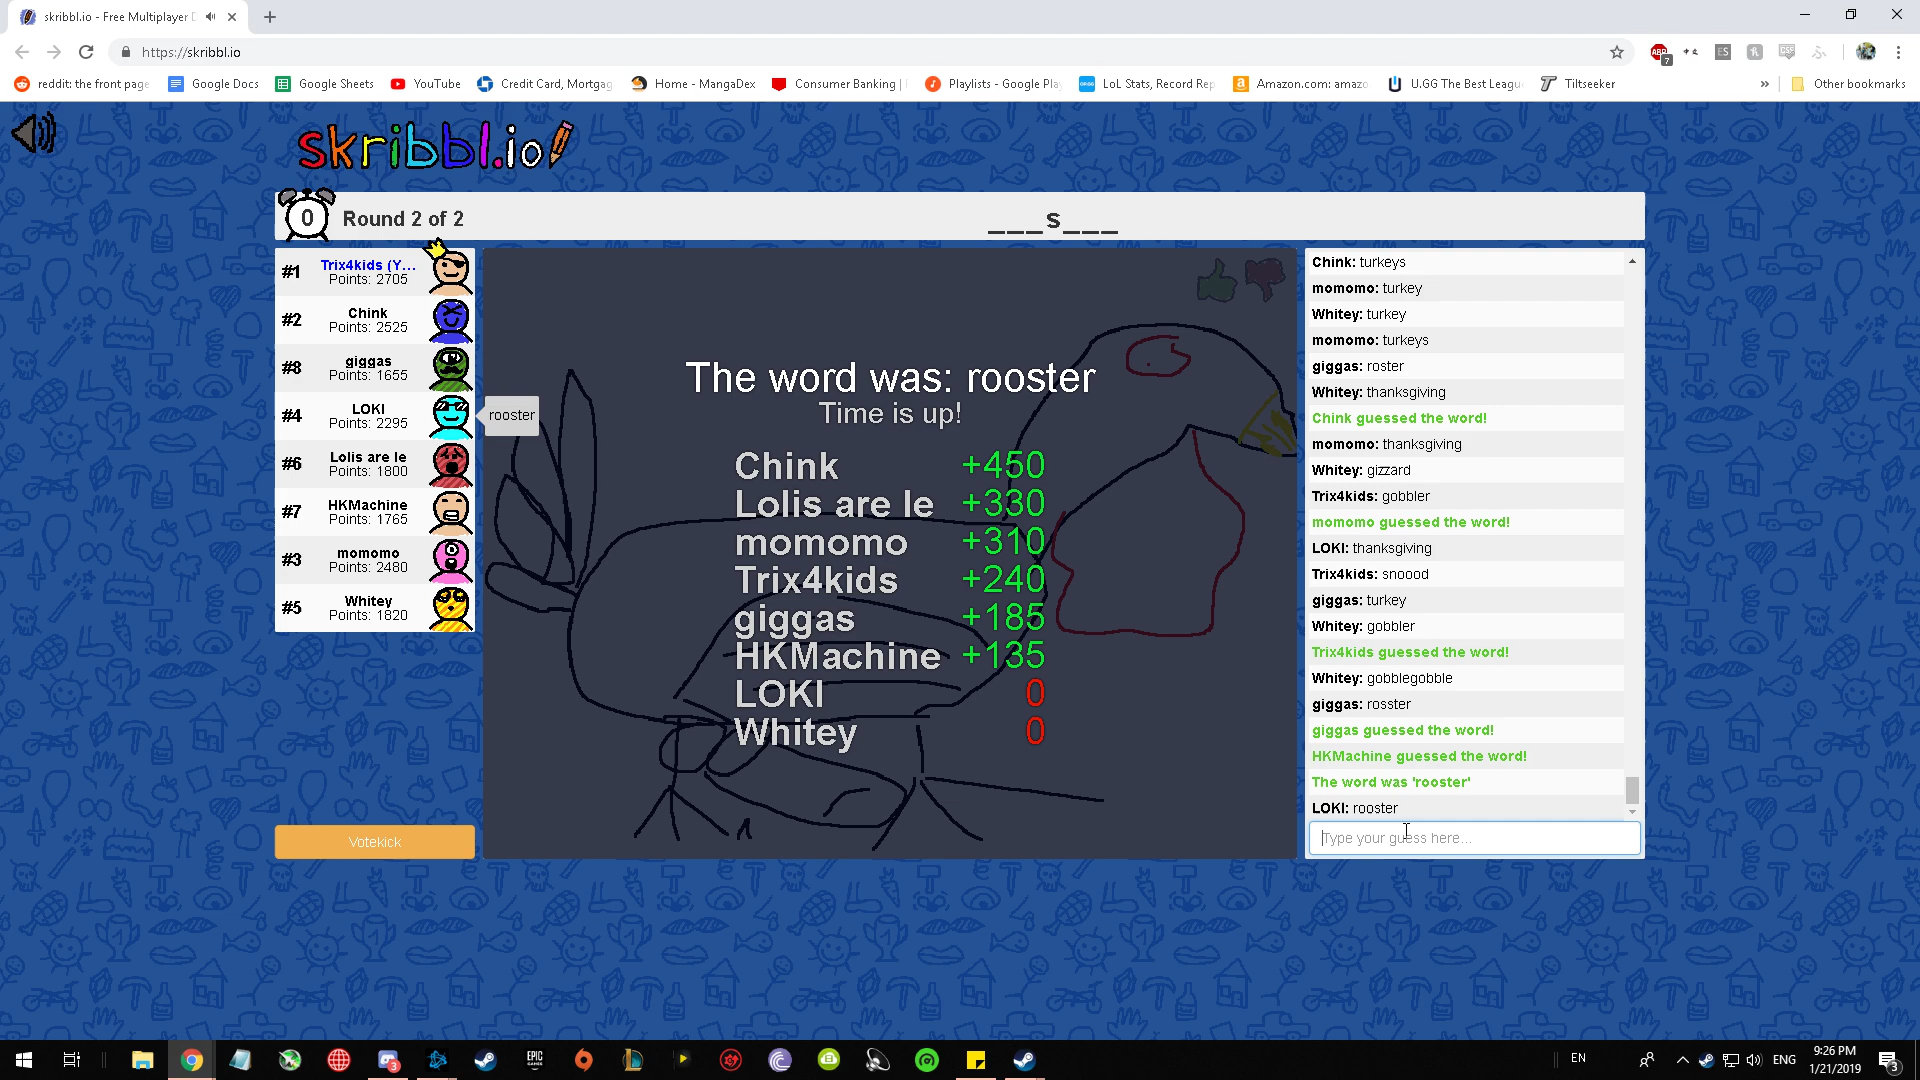 skribbl.io - Free Multiplayer D
https://skribbl.io
ABP
7
ES
CSS
reddit: the front page
Google Docs
Google Sheets
YouTube
Credit Card, Mortgag
Home - MangaDex
Consumer Banking |
Playlists - Google Pla
LoL Stats, Record Rep
Amazon.com: amazo
U.GG The Best Leagu
Tiltseeker
»
Other bookmarks
skribbl.io
0
Round 2 of 2
___s___
#1
Trix4kids (Y...
Points: 2705
#2
Chink
Points: 2525
#8
giggas
Points: 1655
#4
LOKI
Points: 2295
rooster
#6
Lolis are le
Points: 1800
#7
HKMachine
Points: 1765
#3
momomo
Points: 2480
#5
Whitey
Points: 1820
Votekick
The word was: rooster
Time is up!
Chink +450
Lolis are le +330
momomo +310
Trix4kids +240
giggas +185
HKMachine +135
LOKI 0
Whitey 0
Chink: turkeys
momomo: turkey
Whitey: turkey
momomo: turkeys
giggas: roster
Whitey: thanksgiving
Chink guessed the word!
momomo: thanksgiving
Whitey: gizzard
Trix4kids: gobbler
momomo guessed the word!
LOKI: thanksgiving
Trix4kids: snoood
giggas: turkey
Whitey: gobbler
Trix4kids guessed the word!
Whitey: gobblegobble
giggas: rosster
giggas guessed the word!
HKMachine guessed the word!
The word was 'rooster'
LOKI: rooster
Type your guess here...
3
EPIC
GAMES
EN
ENG
9:26 PM
1/21/2019
3